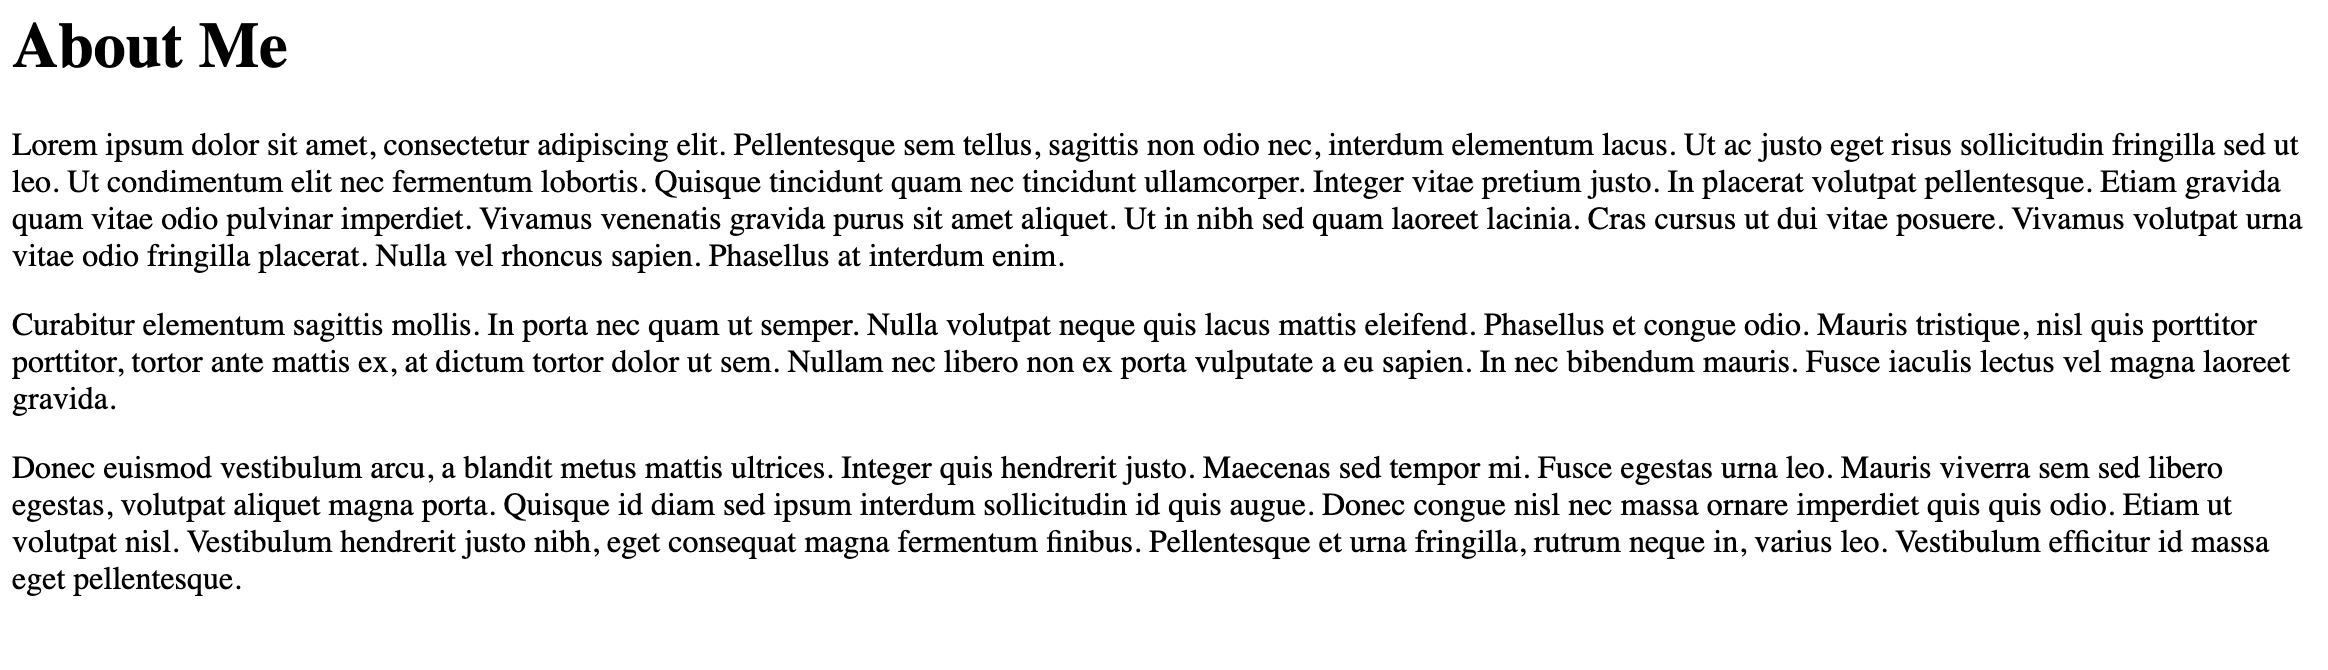 About Me
Lorem ipsum dolor sit amet, consectetur adipiscing elit. Pellentesque sem tellus, sagittis non odio nec, interdum elementum lacus. Ut ac justo eget risus sollicitudin fringilla sed ut
leo. Ut condimentum elit nec fermentum lobortis. Quisque tincidunt quam nec tincidunt ullamcorper. Integer vitae pretium justo. In placerat volutpat pellentesque. Etiam gravida
quam vitae odio pulvinar imperdiet. Vivamus venenatis gravida purus sit amet aliquet. Ut in nibh sed quam laoreet lacinia. Cras cursus ut dui vitae posuere. Vivamus volutpat urna
vitae odio fringilla placerat. Nulla vel rhoncus sapien. Phasellus at interdum enim.
Curabitur elementum sagittis mollis. In porta nec quam ut semper. Nulla volutpat neque quis lacus mattis eleifend. Phasellus et congue odio. Mauris tristique, nisl quis porttitor
porttitor, tortor ante mattis ex, at dictum tortor dolor ut sem. Nullam nec libero non ex porta vulputate a eu sapien. In nec bibendum mauris. Fusce iaculis lectus vel magna laoreet
gravida.
Donec euismod vestibulum arcu, a blandit metus mattis ultrices. Integer quis hendrerit justo. Maecenas sed tempor mi. Fusce egestas urna leo. Mauris viverra sem sed libero
egestas, volutpat aliquet magna porta. Quisque id diam sed ipsum interdum sollicitudin id quis augue. Donec congue nisl nec massa ornare imperdiet quis quis odio. Etiam ut
volutpat nisl. Vestibulum hendrerit justo nibh, eget consequat magna fermentum finibus. Pellentesque et urna fringilla, rutrum neque in, varius leo. Vestibulum efficitur id massa
eget pellentesque.